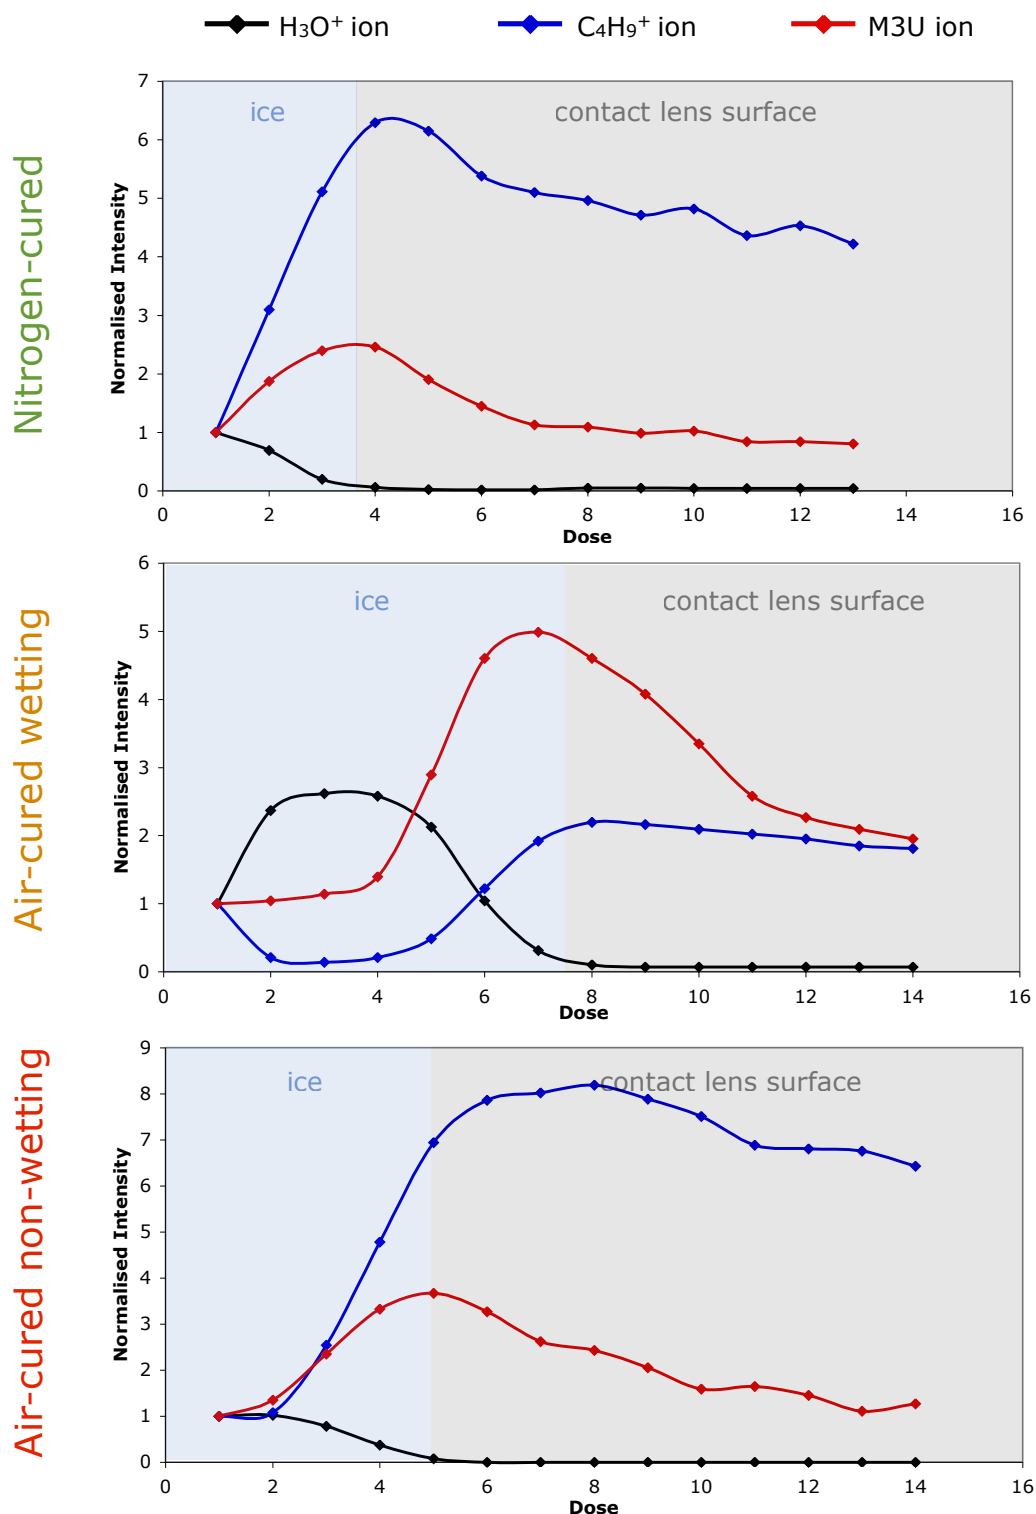 H₃O⁺ ion C₄H₉⁺ ion M3U ion
Nitrogen-cured
Normalised Intensity
7
6
5
4
3
2
1
0
ice contact lens surface
0 2 4 6 8 10 12 14 16
Dose
Air-cured wetting
Normalised Intensity
6
5
4
3
2
1
0
ice contact lens surface
0 2 4 6 8 10 12 14 16
Dose
Air-cured non-wetting
Normalised Intensity
9
8
7
6
5
4
3
2
1
0
ice contact lens surface
0 2 4 6 8 10 12 14 16
Dose